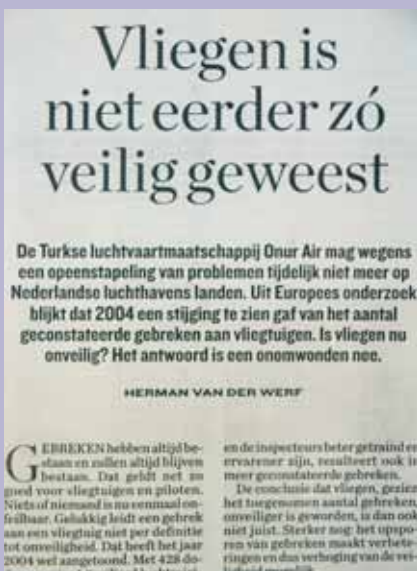 Vliegen is
niet eerder zó
veilig geweest
De Turkse luchtvaartmaatschappij Onur Air mag wegens
een opeenstapeling van problemen tijdelijk niet meer op
Nederlandse luchthavens landen. Uit Europees onderzoek
blijkt dat 2004 een stijging te zien gaf van het aantal
geconstateerde gebreken aan vliegtuigen. Is vliegen nu
onveilig? Het antwoord is een onomwonden nee.
HERMAN VAN DER WERF
GEBREKEN hebben altijd be-
staan en zullen altijd blijven
bestaan. Dat geldt net zo
goed voor vliegtuigen en piloten.
Niets of niemand is nu eenmaal on-
feilbaar. Gelukkig leidt een gebrek
aan een vliegtuig niet per definitie
tot onveiligheid. Dat heeft het jaar
2004 wel aangetoond. Met 428 do-
en de inspecteurs beter getraind en
ervarener zijn, resulteert ook in
meer geconstateerde gebreken.
De conclusie dat vliegen, gezien
het toegenomen aantal gebreken,
onveiliger is geworden, is dan ook
niet juist. Sterker nog: het opspo-
ren van gebreken maakt verbete-
ringen en dus verhoging van de vei-